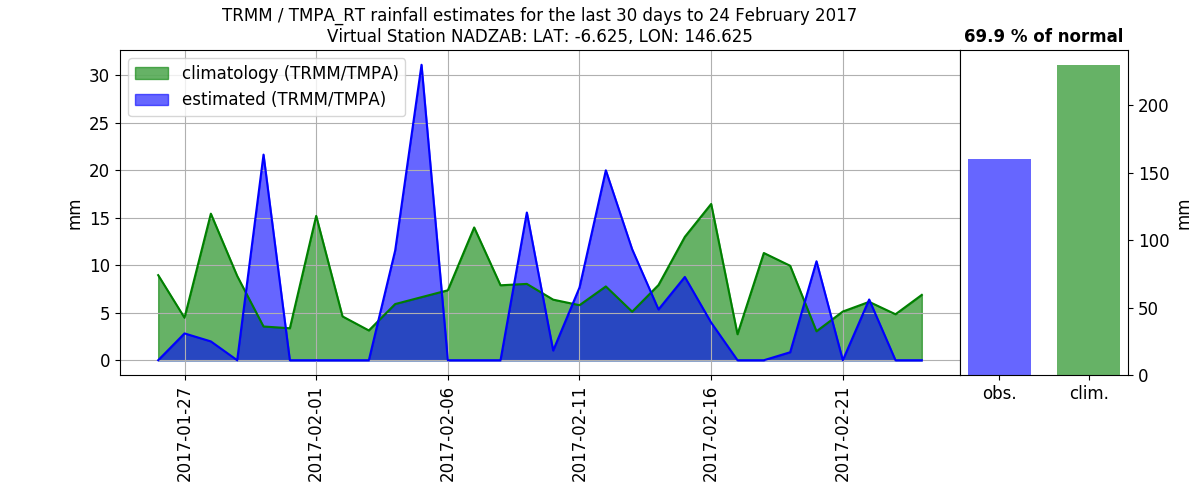 TRMM / TMPA_RT rainfall estimates for the last 30 days to 24 February 2017
Virtual Station NADZAB: LAT: -6.625, LON: 146.625
69.9 % of normal
climatology (TRMM/TMPA)
estimated (TRMM/TMPA)
mm
30
25
20
15
10
5
0
2017-01-27
2017-02-01
2017-02-06
2017-02-11
2017-02-16
2017-02-21
200
150
100
50
0
mm
obs.
clim.